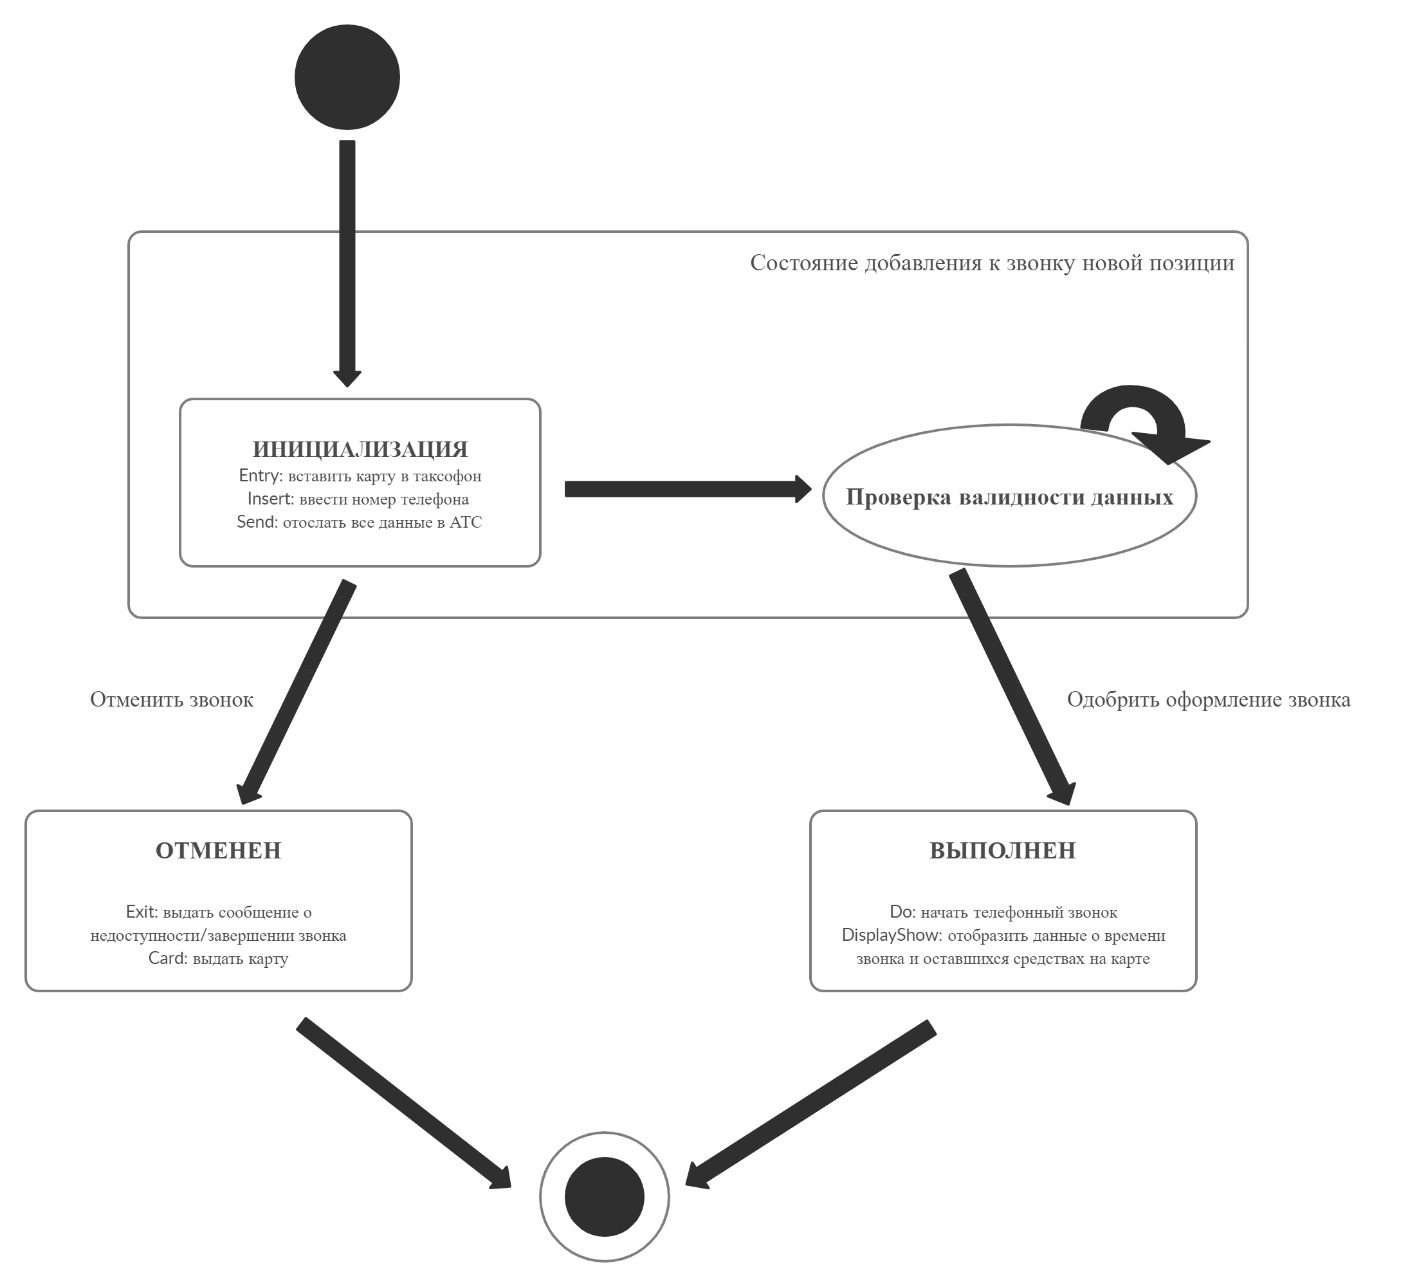 Состояние добавления к звонку новой позиции
ИНИЦИАЛИЗАЦИЯ
Entry: вставить карту в таксофон
Insert: ввести номер телефона
Send: отослать все данные в АТС
Проверка валидности данных
Отменить звонок
Одобрить оформление звонка
ОТМЕНЕН
Exit: выдать сообщение о
недоступности/завершении звонка
Card: выдать карту
ВЫПОЛНЕН
Do: начать телефонный звонок
DisplayShow: отобразить данные о времени
звонка и оставшихся средствах на карте